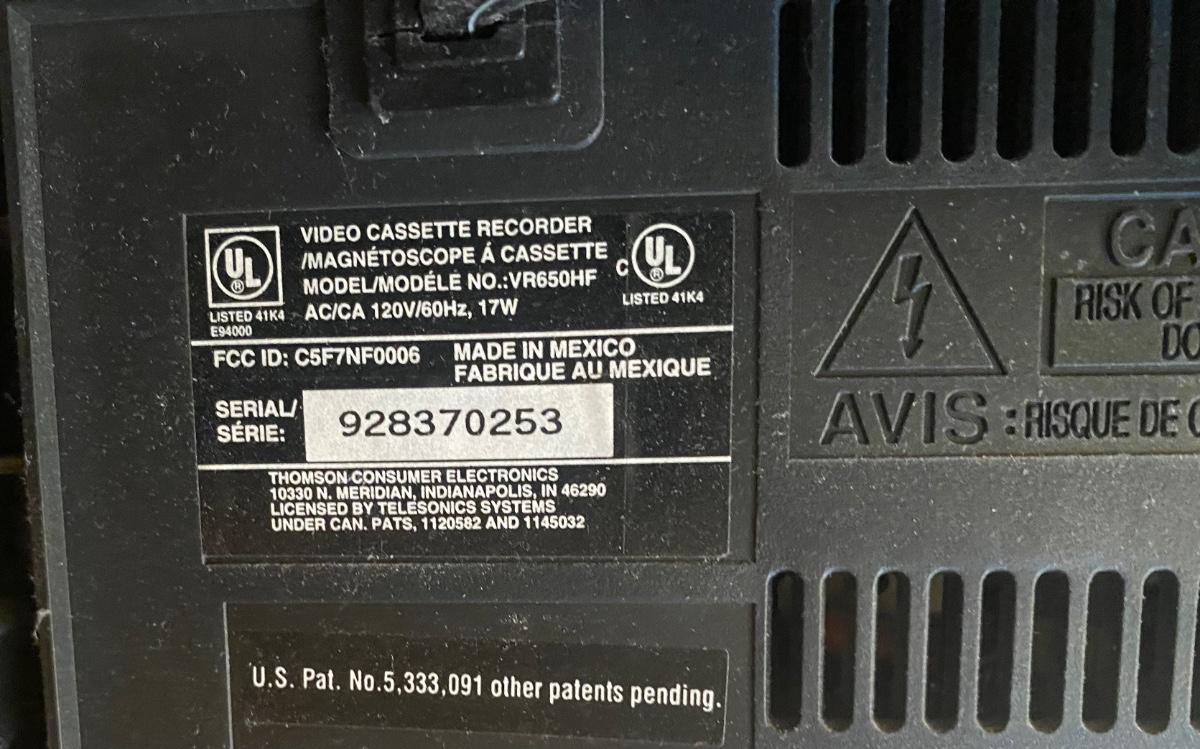 VIDEO CASSETTE RECORDER
/MAGNÉTOSCOPE Á CASSETTE
MODEL/MODÉLE NO.:VR650HF
AC/CA 120V/60Hz, 17W
UL
®
LISTED 41K4
E94000
C UL
®
LISTED 41K4
FCC ID: C5F7NF0006
MADE IN MEXICO
FABRIQUE AU MEXIQUE
SERIAL/
SÉRIE:
928370253
THOMSON CONSUMER ELECTRONICS
10330 N. MERIDIAN, INDIANAPOLIS, IN 46290
LICENSED BY TELESONICS SYSTEMS
UNDER CAN. PATS, 1120582 AND 1145032
U.S. Pat. No.5,333,091 other patents pending.
CA
RISK OF
DO
AVIS : RISQUE DE